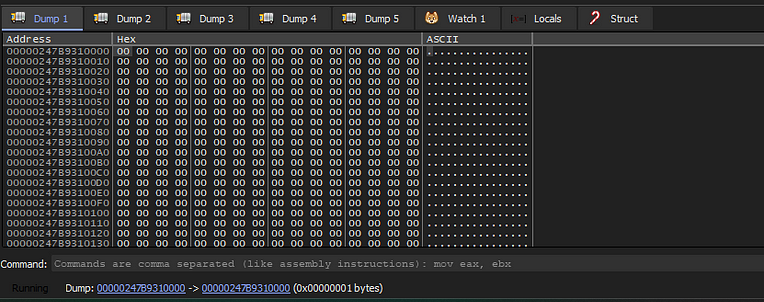 Dump 1 Dump 2 Dump 3 Dump 4 Dump 5 Watch 1 [x=] Locals Struct
Address Hex ASCII
00000247B9310000 00 00 00 00 00 00 00 00 00 00 00 00 00 00 00 00 ................
00000247B9310010 00 00 00 00 00 00 00 00 00 00 00 00 00 00 00 00 ................
00000247B9310020 00 00 00 00 00 00 00 00 00 00 00 00 00 00 00 00 ................
00000247B9310030 00 00 00 00 00 00 00 00 00 00 00 00 00 00 00 00 ................
00000247B9310040 00 00 00 00 00 00 00 00 00 00 00 00 00 00 00 00 ................
00000247B9310050 00 00 00 00 00 00 00 00 00 00 00 00 00 00 00 00 ................
00000247B9310060 00 00 00 00 00 00 00 00 00 00 00 00 00 00 00 00 ................
00000247B9310070 00 00 00 00 00 00 00 00 00 00 00 00 00 00 00 00 ................
00000247B9310080 00 00 00 00 00 00 00 00 00 00 00 00 00 00 00 00 ................
00000247B9310090 00 00 00 00 00 00 00 00 00 00 00 00 00 00 00 00 ................
00000247B93100A0 00 00 00 00 00 00 00 00 00 00 00 00 00 00 00 00 ................
00000247B93100B0 00 00 00 00 00 00 00 00 00 00 00 00 00 00 00 00 ................
00000247B93100C0 00 00 00 00 00 00 00 00 00 00 00 00 00 00 00 00 ................
00000247B93100D0 00 00 00 00 00 00 00 00 00 00 00 00 00 00 00 00 ................
00000247B93100E0 00 00 00 00 00 00 00 00 00 00 00 00 00 00 00 00 ................
00000247B93100F0 00 00 00 00 00 00 00 00 00 00 00 00 00 00 00 00 ................
00000247B9310100 00 00 00 00 00 00 00 00 00 00 00 00 00 00 00 00 ................
00000247B9310110 00 00 00 00 00 00 00 00 00 00 00 00 00 00 00 00 ................
00000247B9310120 00 00 00 00 00 00 00 00 00 00 00 00 00 00 00 00 ................
00000247B9310130 00 00 00 00 00 00 00 00 00 00 00 00 00 00 00 00 ................
Command: Commands are comma separated (like assembly instructions): mov eax, ebx
Running Dump: 00000247B9310000 -> 00000247B9310000 (0x00000001 bytes)